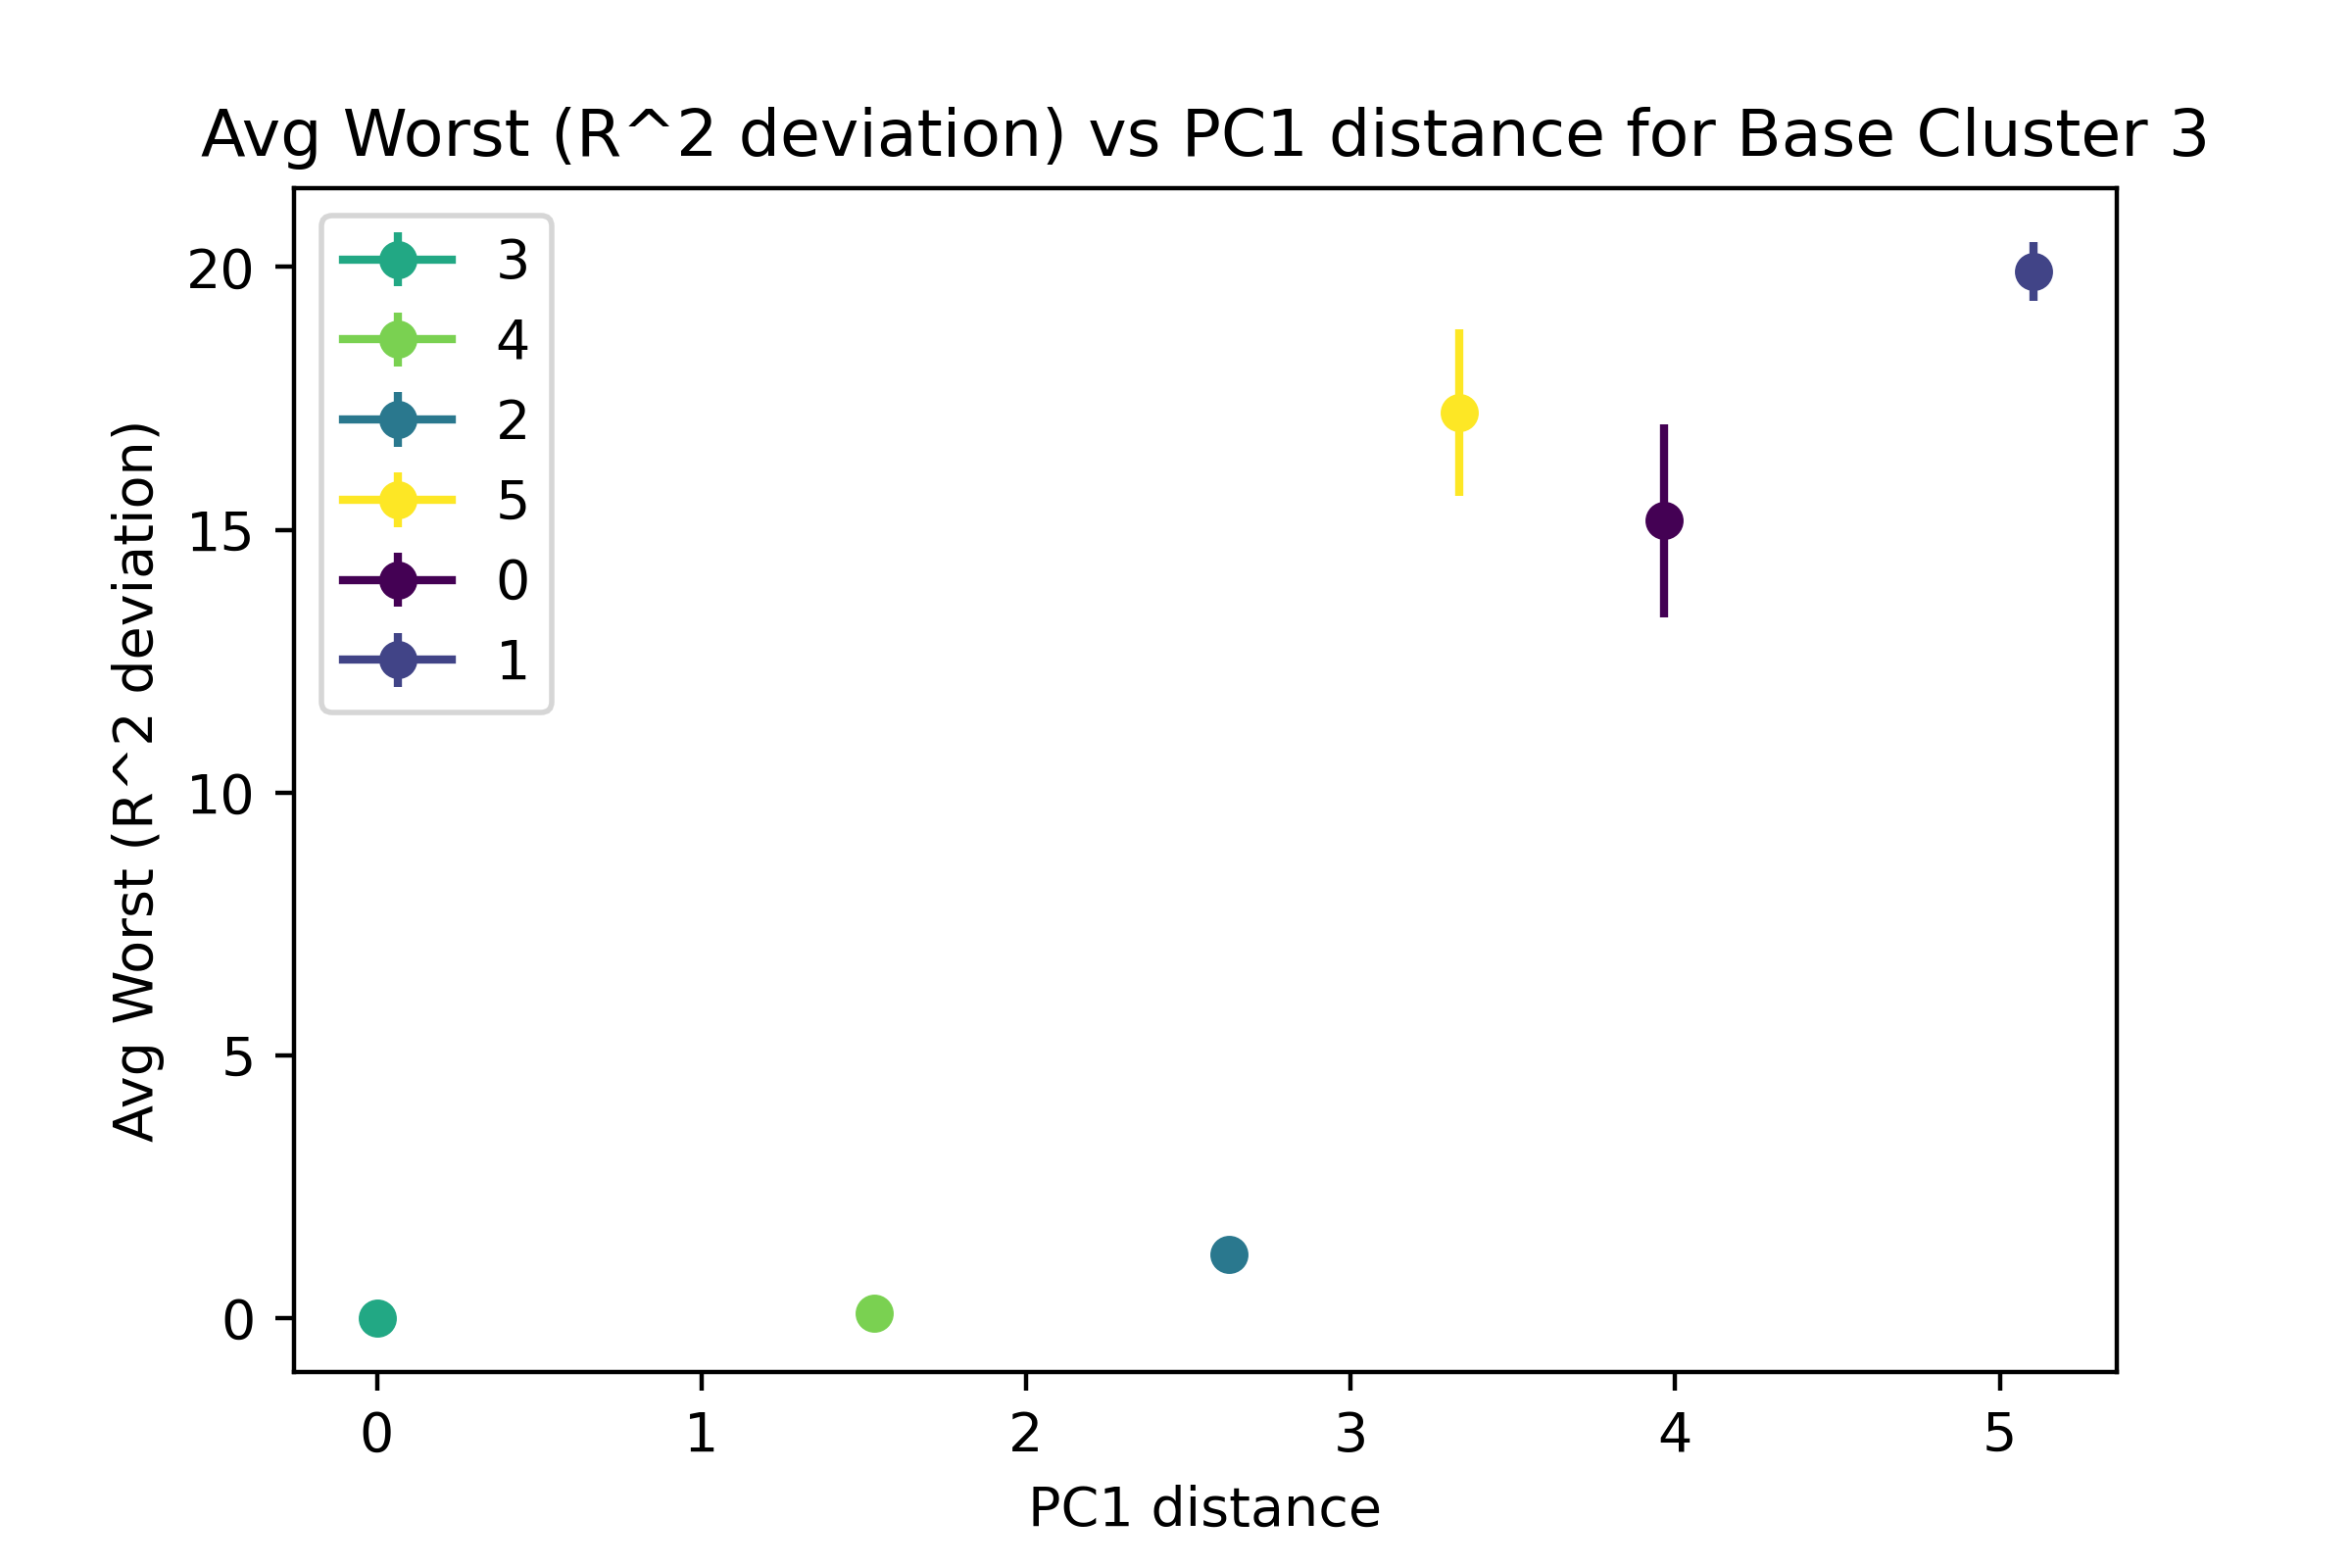 Avg Worst (R^2 deviation) vs PC1 distance for Base Cluster 3
Avg Worst (R^2 deviation)
20
15
10
5
0
3
4
2
5
0
1
0 1 2 3 4 5
PC1 distance